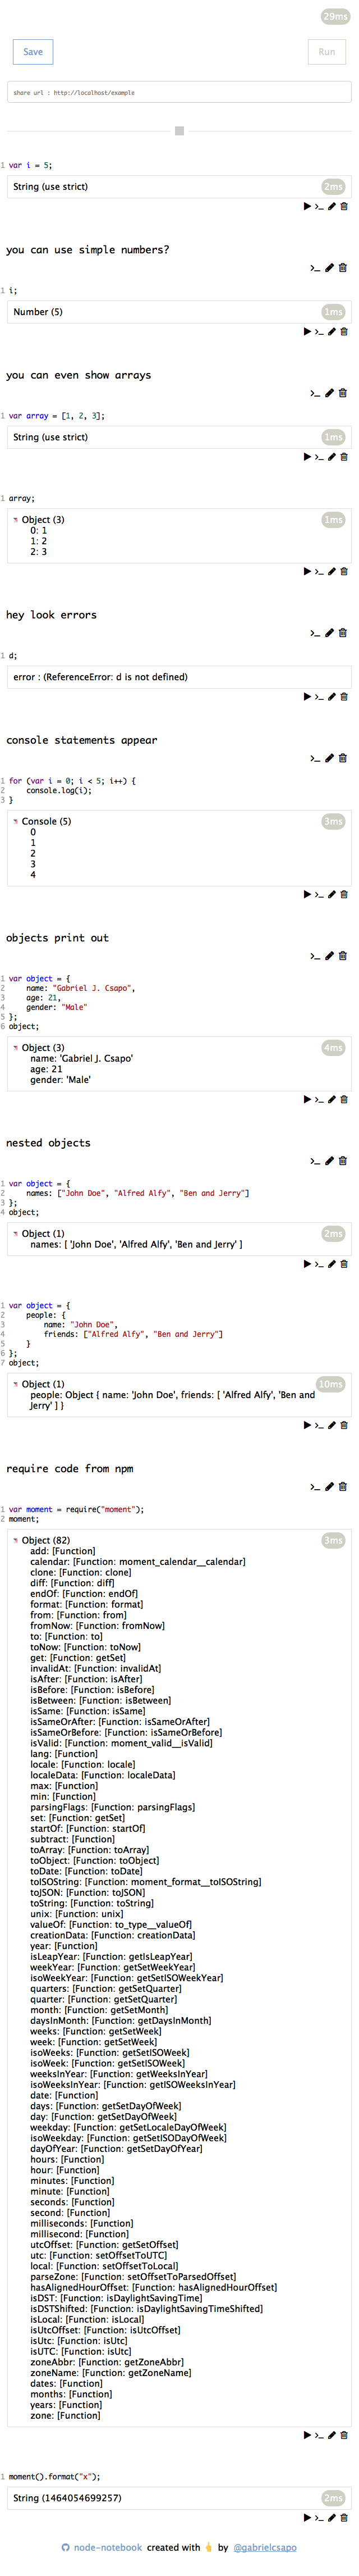 29ms
Save
Run
share url : http://localhost/example
1 var i = 5;
String (use strict)
2ms
you can use simple numbers?
1 i;
Number (5)
1ms
you can even show arrays
1 var array = [1, 2, 3];
String (use strict)
1ms
1 array;
Object (3)
1ms
0: 1
1: 2
2: 3
hey look errors
1 d;
error : (ReferenceError: d is not defined)
console statements appear
1 for (var i = 0; i < 5; i++) {
2 console.log(i);
3 }
Console (5)
3ms
0
1
2
3
4
objects print out
1 var object = {
2 name: "Gabriel J. Csapo",
3 age: 21,
4 gender: "Male"
5 };
6 object;
Object (3)
4ms
name: 'Gabriel J. Csapo'
age: 21
gender: 'Male'
nested objects
1 var object = {
2 names: ["John Doe", "Alfred Alfy", "Ben and Jerry"]
3 };
4 object;
Object (1)
2ms
names: [ 'John Doe', 'Alfred Alfy', 'Ben and Jerry' ]
1 var object = {
2 people: {
3 name: "John Doe",
4 friends: ["Alfred Alfy", "Ben and Jerry"]
5 }
6 };
7 object;
Object (1)
10ms
people: Object { name: 'John Doe', friends: [ 'Alfred Alfy', 'Ben and
Jerry' ] }
require code from npm
1 var moment = require("moment");
2 moment;
Object (82)
3ms
add: [Function]
calendar: [Function: moment_calendar__calendar]
clone: [Function: clone]
diff: [Function: diff]
endOf: [Function: endOf]
format: [Function: format]
from: [Function: from]
fromNow: [Function: fromNow]
to: [Function: to]
toNow: [Function: toNow]
get: [Function: getSet]
invalidAt: [Function: invalidAt]
isAfter: [Function: isAfter]
isBefore: [Function: isBefore]
isBetween: [Function: isBetween]
isSame: [Function: isSame]
isSameOrAfter: [Function: isSameOrAfter]
isSameOrBefore: [Function: isSameOrBefore]
isValid: [Function: moment_valid__isValid]
lang: [Function]
locale: [Function: locale]
localeData: [Function: localeData]
max: [Function]
min: [Function]
parsingFlags: [Function: parsingFlags]
set: [Function: getSet]
startOf: [Function: startOf]
subtract: [Function]
toArray: [Function: toArray]
toObject: [Function: toObject]
toDate: [Function: toDate]
toISOString: [Function: moment_format__toISOString]
toJSON: [Function: toJSON]
toString: [Function: toString]
unix: [Function: unix]
valueOf: [Function: to_type__valueOf]
creationData: [Function: creationData]
year: [Function]
isLeapYear: [Function: getIsLeapYear]
weekYear: [Function: getSetWeekYear]
isoWeekYear: [Function: getSetISOWeekYear]
quarters: [Function: getSetQuarter]
quarter: [Function: getSetQuarter]
month: [Function: getSetMonth]
daysInMonth: [Function: getDaysInMonth]
weeks: [Function: getSetWeek]
week: [Function: getSetWeek]
isoWeeks: [Function: getSetISOWeek]
isoWeek: [Function: getSetISOWeek]
weeksInYear: [Function: getWeeksInYear]
isoWeeksInYear: [Function: getISOWeeksInYear]
date: [Function]
days: [Function: getSetDayOfWeek]
day: [Function: getSetDayOfWeek]
weekday: [Function: getSetLocaleDayOfWeek]
isoWeekday: [Function: getSetISODayOfWeek]
dayOfYear: [Function: getSetDayOfYear]
hours: [Function]
hour: [Function]
minutes: [Function]
minute: [Function]
seconds: [Function]
second: [Function]
milliseconds: [Function]
millisecond: [Function]
utcOffset: [Function: getSetOffset]
utc: [Function: setOffsetToUTC]
local: [Function: setOffsetToLocal]
parseZone: [Function: setOffsetToParsedOffset]
hasAlignedHourOffset: [Function: hasAlignedHourOffset]
isDST: [Function: isDaylightSavingTime]
isDSTShifted: [Function: isDaylightSavingTimeShifted]
isLocal: [Function: isLocal]
isUtcOffset: [Function: isUtcOffset]
isUtc: [Function: isUtc]
isUTC: [Function: isUtc]
zoneAbbr: [Function: getZoneAbbr]
zoneName: [Function: getZoneName]
dates: [Function]
months: [Function]
years: [Function]
zone: [Function]
1 moment().format("x");
String (1464054699257)
2ms
node-notebook created with by @gabrielcsapo